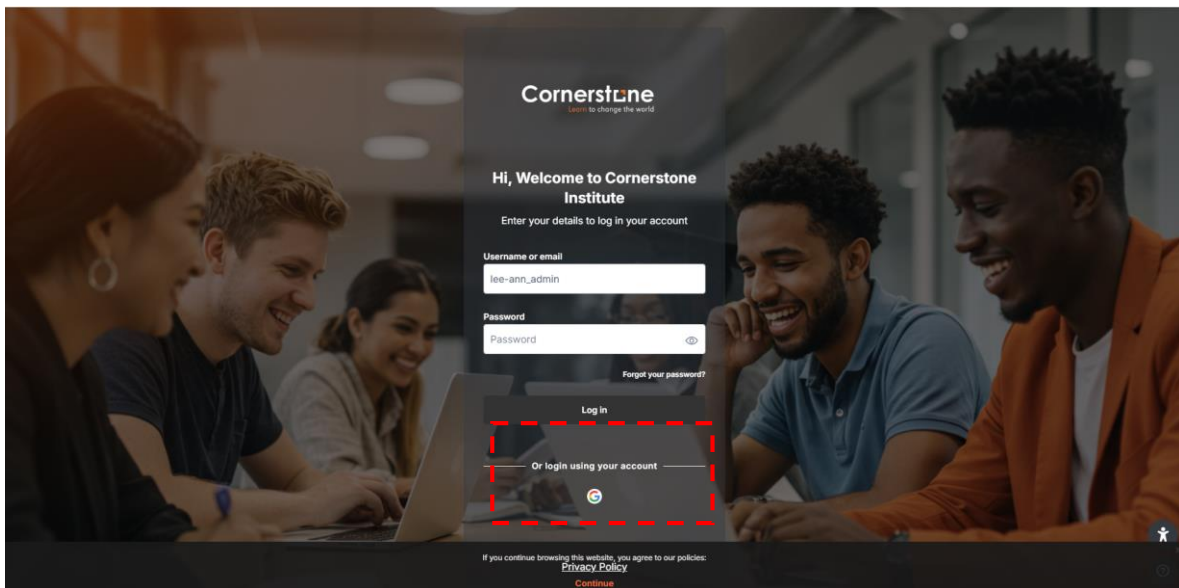 Cornerstone
Learn to change the world
Hi, Welcome to Cornerstone
Institute
Enter your details to log in your account
Username or email
lee-ann_admin
Password
Password
Forgot your password?
Log in
Or login using your account
G
If you continue browsing this website, you agree to our policies:
Privacy Policy
Continue
?